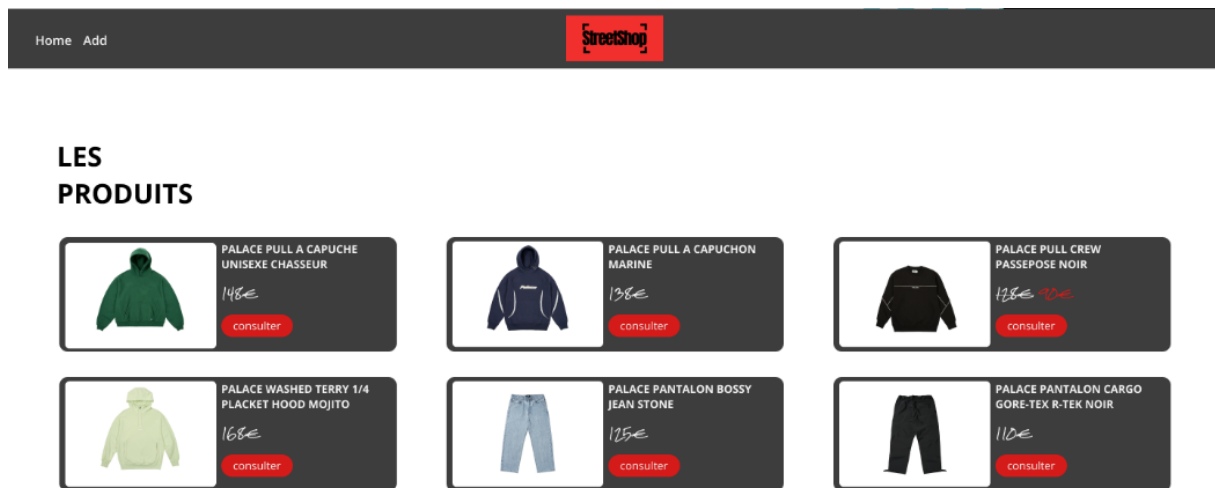 Home Add
StreetShop
LES
PRODUITS
PALACE PULL A CAPUCHE
UNISEXE CHASSEUR
148€
consulter
PALACE PULL A CAPUCHON
MARINE
138€
consulter
PALACE PULL CREW
PASSEPOSE NOIR
128€ 90€
consulter
PALACE WASHED TERRY 1/4
PLACKET HOOD MOJITO
168€
consulter
PALACE PANTALON BOSSY
JEAN STONE
125€
consulter
PALACE PANTALON CARGO
GORE-TEX R-TEK NOIR
110€
consulter